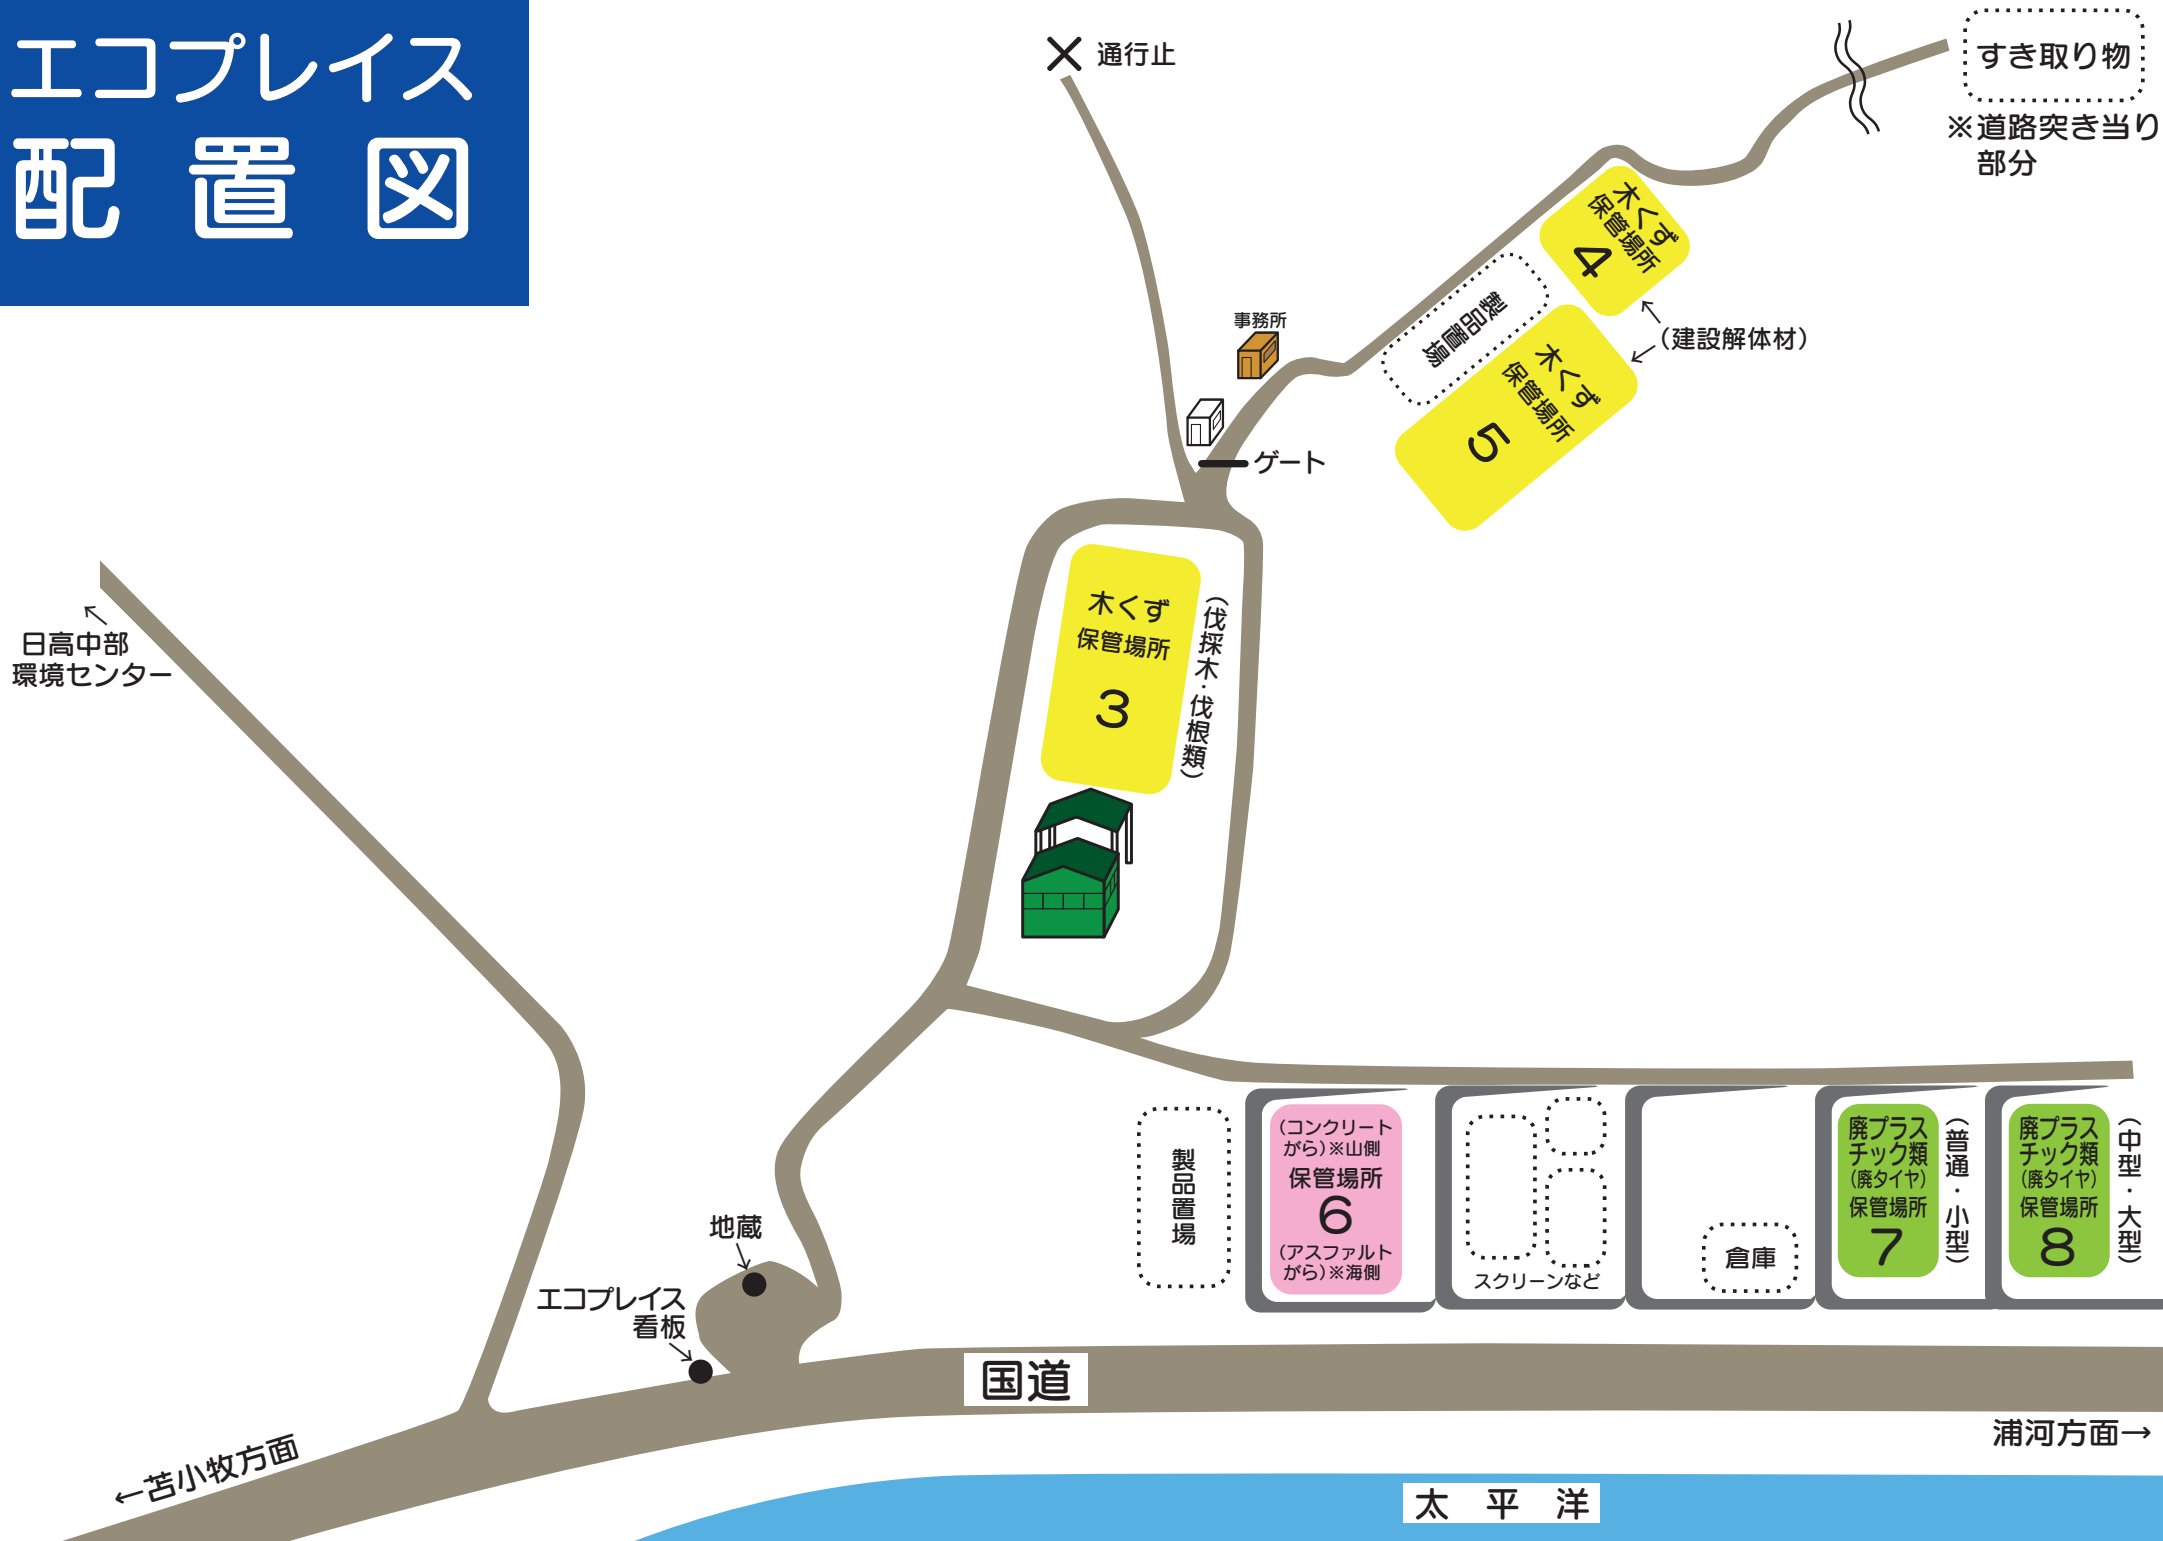 エコプレイス
配置図
通行止
すき取り物
※道路突き当り
部分
木くず
保管場所
4
製品置場
(建設解体材)
木くず
保管場所
5
事務所
ゲート
木くず
保管場所
3
(伐採木・伐根類)
日高中部
環境センター
製品置場
(コンクリート
がら)※山側
保管場所
6
(アスファルト
がら)※海側
スクリーンなど
倉庫
廃プラス
チック類
(廃タイヤ)
保管場所
7
(普通・小型)
廃プラス
チック類
(廃タイヤ)
保管場所
8
(中型・大型)
地蔵
エコプレイス
看板
国道
←苫小牧方面
浦河方面→
太平洋